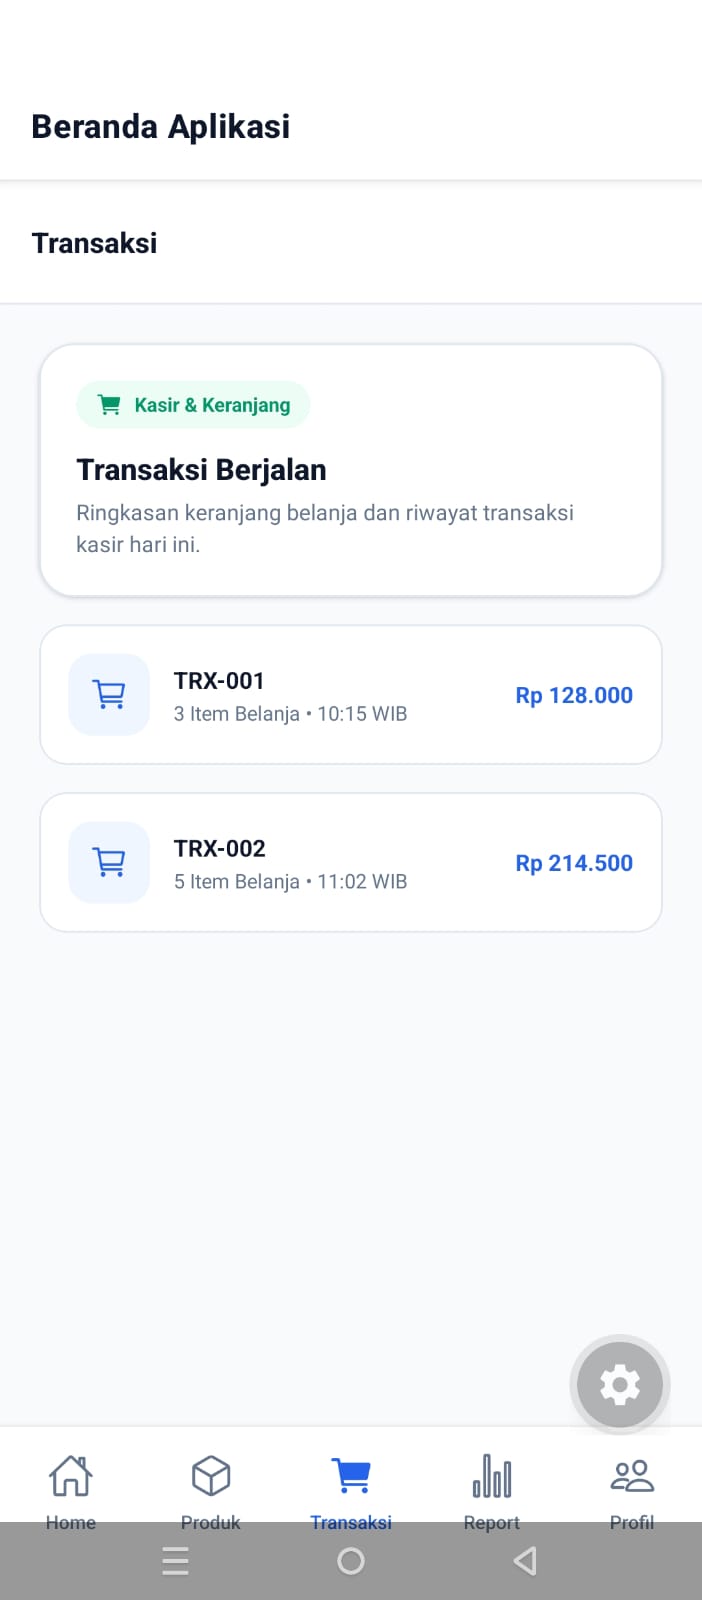 Beranda Aplikasi
Transaksi
Kasir & Keranjang
Transaksi Berjalan
Ringkasan keranjang belanja dan riwayat transaksi
kasir hari ini.
TRX-001
3 Item Belanja • 10:15 WIB
Rp 128.000
TRX-002
5 Item Belanja • 11:02 WIB
Rp 214.500
Home
Produk
Transaksi
Report
Profil